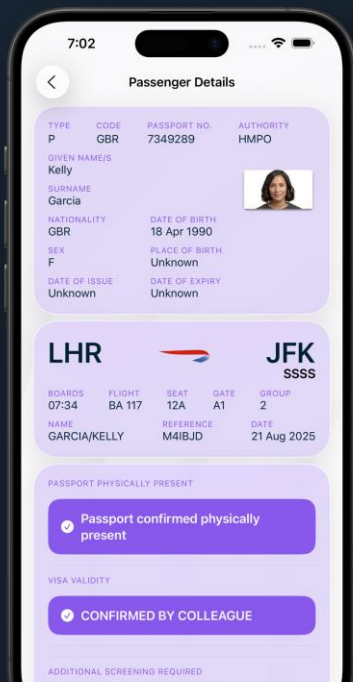 7:02
Passenger Details
TYPE CODE PASSPORT NO. AUTHORITY
P GBR 7349289 HMPO
GIVEN NAME/S
Kelly
SURNAME
Garcia
NATIONALITY DATE OF BIRTH
GBR 18 Apr 1990
SEX PLACE OF BIRTH
F Unknown
DATE OF ISSUE DATE OF EXPIRY
Unknown Unknown
LHR JFK
SSSS
BOARDS FLIGHT SEAT GATE GROUP
07:34 BA 117 12A A1 2
NAME REFERENCE DATE
GARCIA/KELLY M4IBJD 21 Aug 2025
PASSPORT PHYSICALLY PRESENT
Passport confirmed physically
present
VISA VALIDITY
CONFIRMED BY COLLEAGUE
ADDITIONAL SCREENING REQUIRED